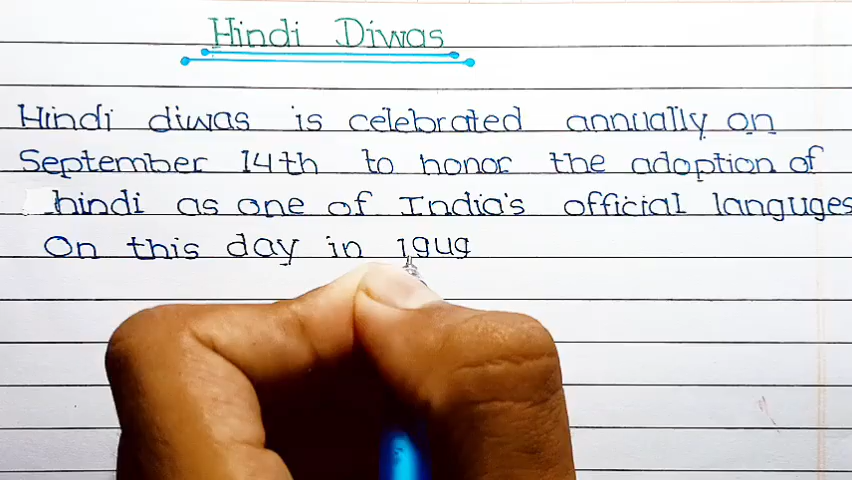 Hindi Diwas
Hindi diwas is celebrated annually on
September 14th to honor the adoption of
hindi as one of India's official languges
On this day in 1949